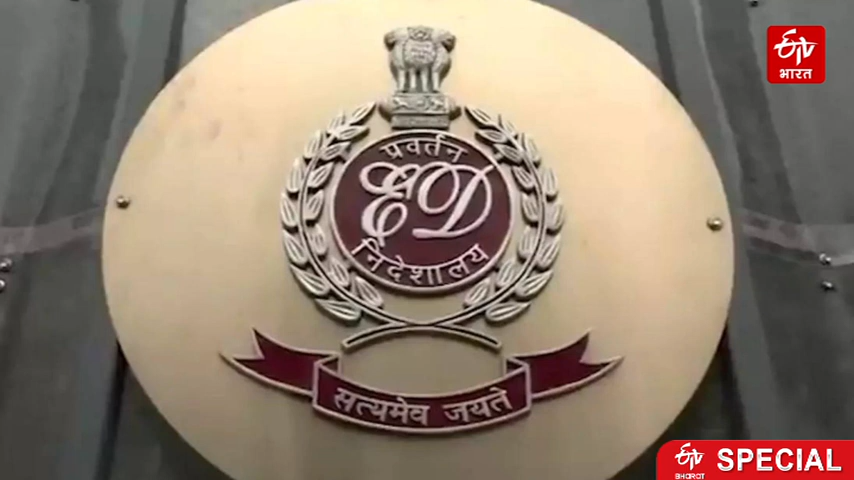 ETV
भारत
प्रवर्तन
ED
निदेशालय
सत्यमेव जयते
ETV
BHARAT
SPECIAL